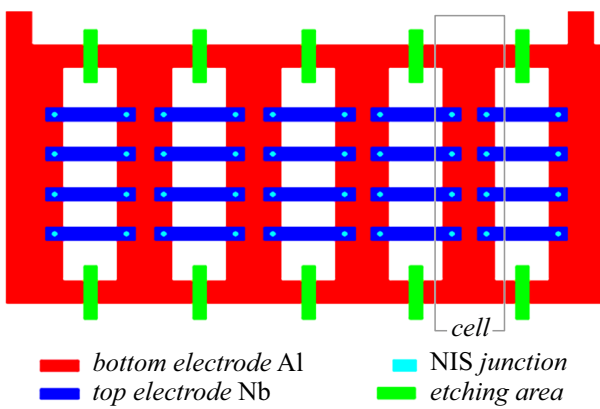 cell
bottom electrode Al
NIS junction
top electrode Nb
etching area